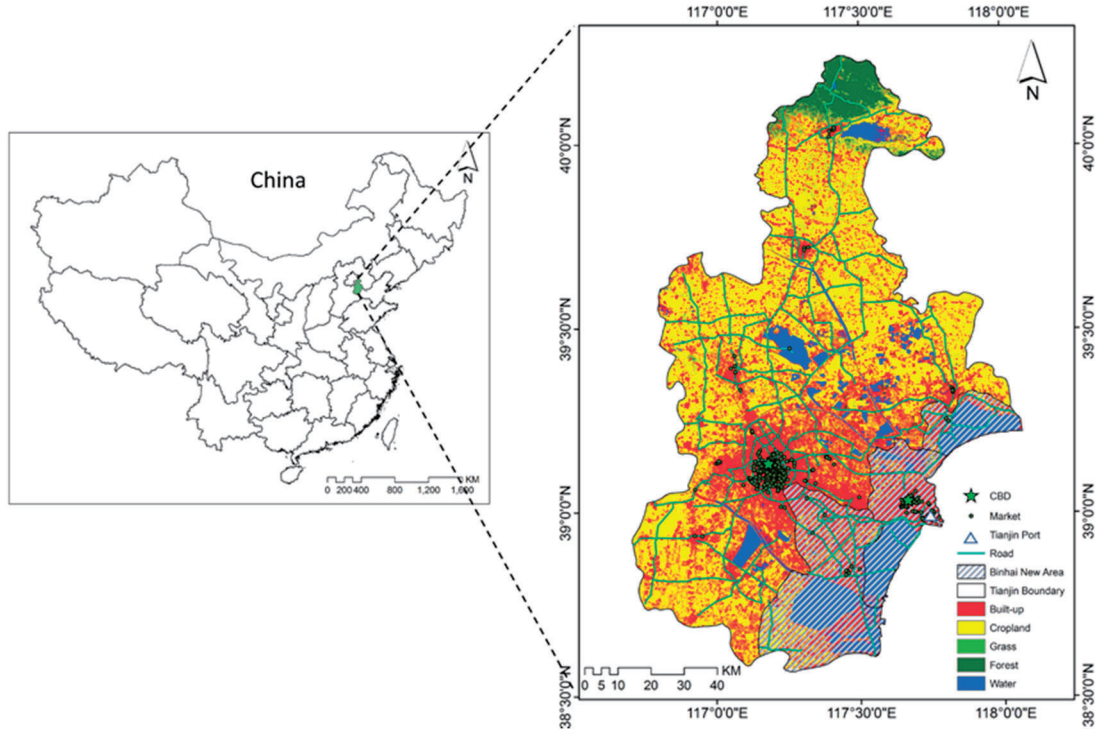 China
N
0 200 400 800 1,200 1,600 KM
117°0'0"E 117°30'0"E 118°0'0"E
N
40°0'0"N 40°0'0"N
39°30'0"N 39°30'0"N
39°0'0"N 39°0'0"N
38°30'0"N 38°30'0"N
CBD
Market
Tianjin Port
Road
Binhai New Area
Tianjin Boundary
Built-up
Cropland
Grass
Forest
Water
KM
0 5 10 20 30 40
117°0'0"E 117°30'0"E 118°0'0"E